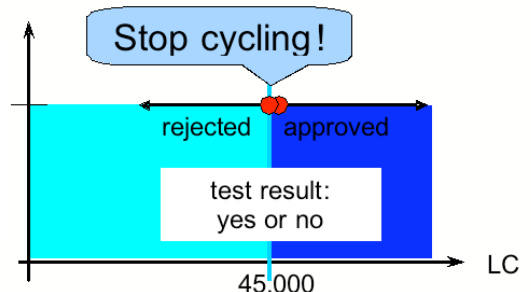 Stop cycling!
rejected approved
test result:
yes or no
LC
45.000